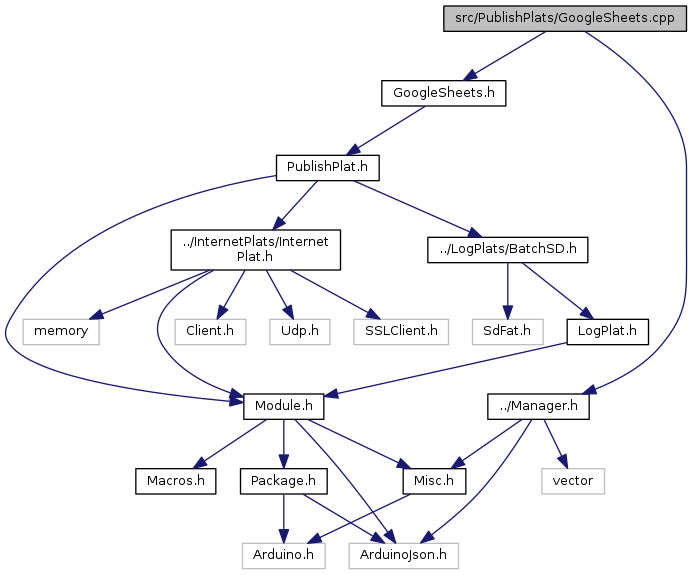 src/PublishPlats/GoogleSheets.cpp
GoogleSheets.h
PublishPlat.h
../InternetPlats/Internet
Plat.h
../LogPlats/BatchSD.h
memory
Client.h
Udp.h
SSLClient.h
SdFat.h
LogPlat.h
Module.h
../Manager.h
Macros.h
Package.h
Misc.h
vector
Arduino.h
ArduinoJson.h